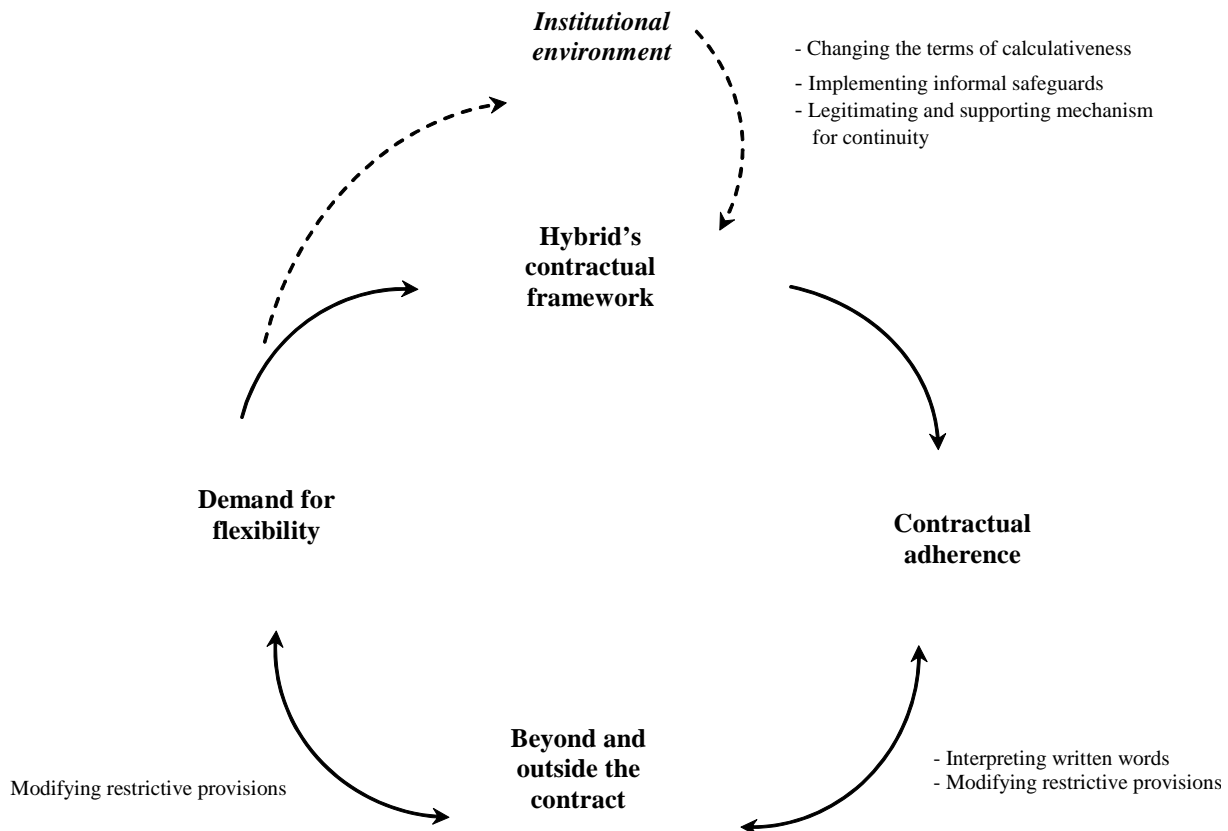 Institutional
environment
- Changing the terms of calculativeness
- Implementing informal safeguards
- Legitimating and supporting mechanism
for continuity
Hybrid’s
contractual
framework
Demand for
flexibility
Contractual
adherence
Beyond and
outside the
contract
- Interpreting written words
- Modifying restrictive provisions
Modifying restrictive provisions